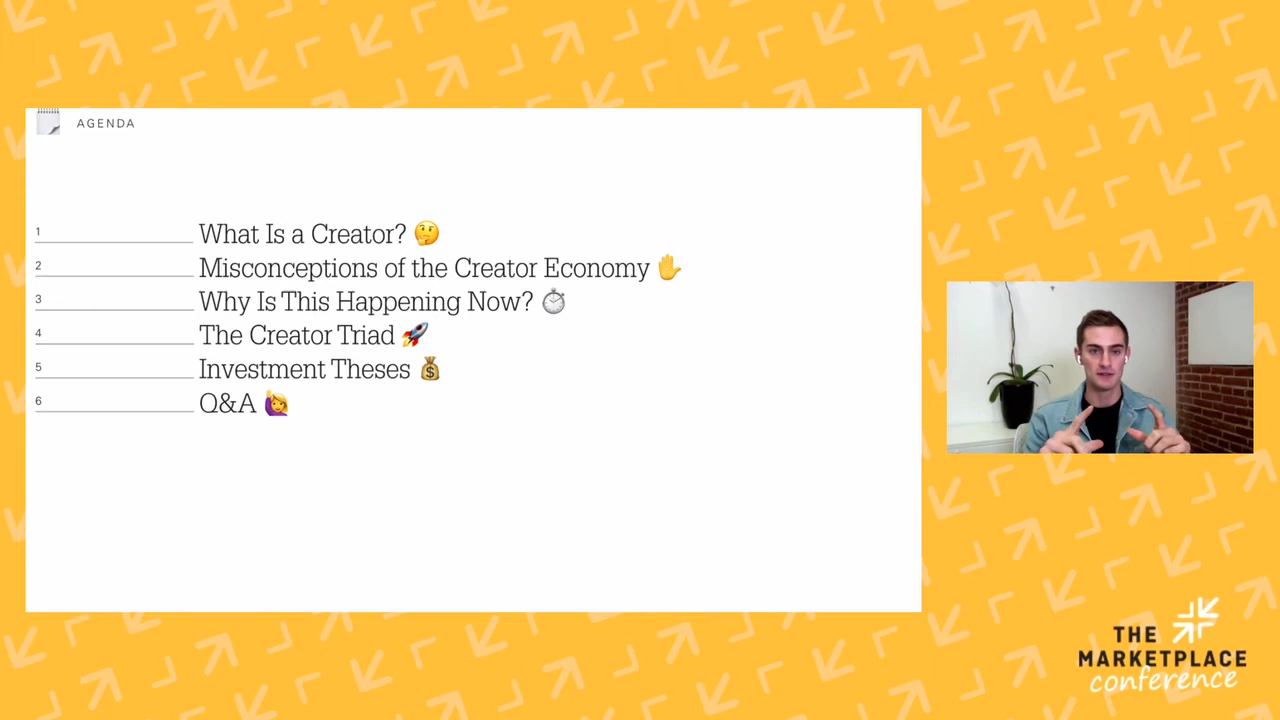 AGENDA
1 What Is a Creator? 🤔
2 Misconceptions of the Creator Economy ✋
3 Why Is This Happening Now? ⏱
4 The Creator Triad 🚀
5 Investment Theses 💰
6 Q&A 🙋‍♀️
THE
MARKETPLACE
conference